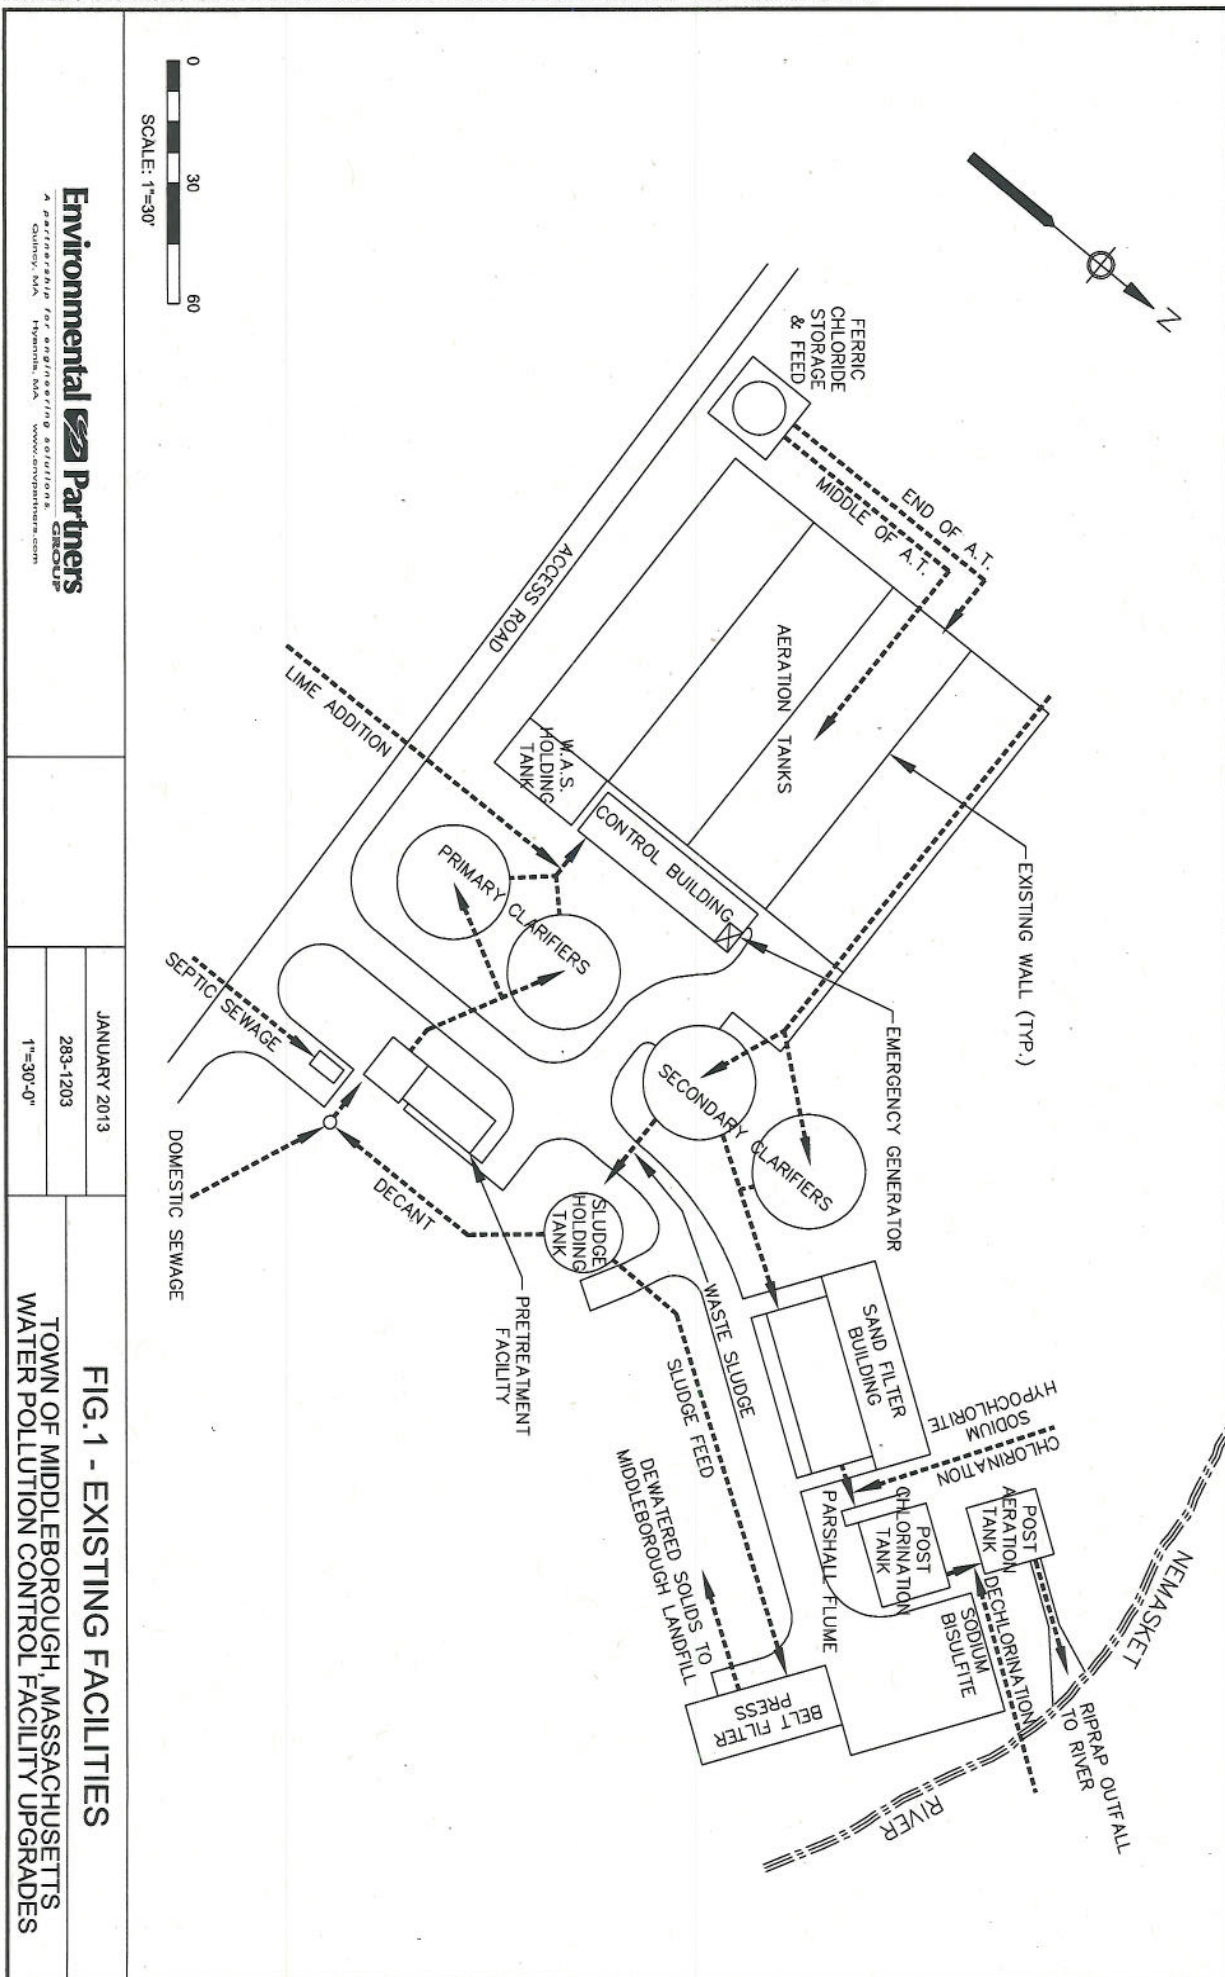 0
30
60
SCALE: 1"=30'
N
FERRIC
CHLORIDE
STORAGE
& FEED
END OF A.T.
MIDDLE OF A.T.
ACCESS ROAD
AERATION TANKS
EXISTING WALL (TYP.)
W.A.S.
HOLDING
TANK
CONTROL BUILDING
LIME ADDITION
PRIMARY CLARIFIERS
EMERGENCY GENERATOR
SEPTIC SEWAGE
SECONDARY CLARIFIERS
DOMESTIC SEWAGE
DECANT
SLUDGE
HOLDING
TANK
PRETREATMENT
FACILITY
WASTE SLUDGE
SLUDGE FEED
SAND FILTER
BUILDING
SODIUM
HYPOCHLORITE
CHLORINATION
PARSHALL FLUME
POST
CHLORINATION
TANK
POST
AERATION
TANK
DECHLORINATION
SODIUM
BISULFITE
DEWATERED SOLIDS TO
MIDDLEBOROUGH LANDFILL
BELT FILTER
PRESS
NEMASKET
RIVER
RIPRAP OUTFALL
TO RIVER
Environmental Partners
GROUP
A partnership for engineering solutions.
Quincy, MA Hyannis, MA www.envpartners.com
JANUARY 2013
283-1203
1"=30'-0"
FIG.1 - EXISTING FACILITIES
TOWN OF MIDDLEBOROUGH, MASSACHUSETTS
WATER POLLUTION CONTROL FACILITY UPGRADES